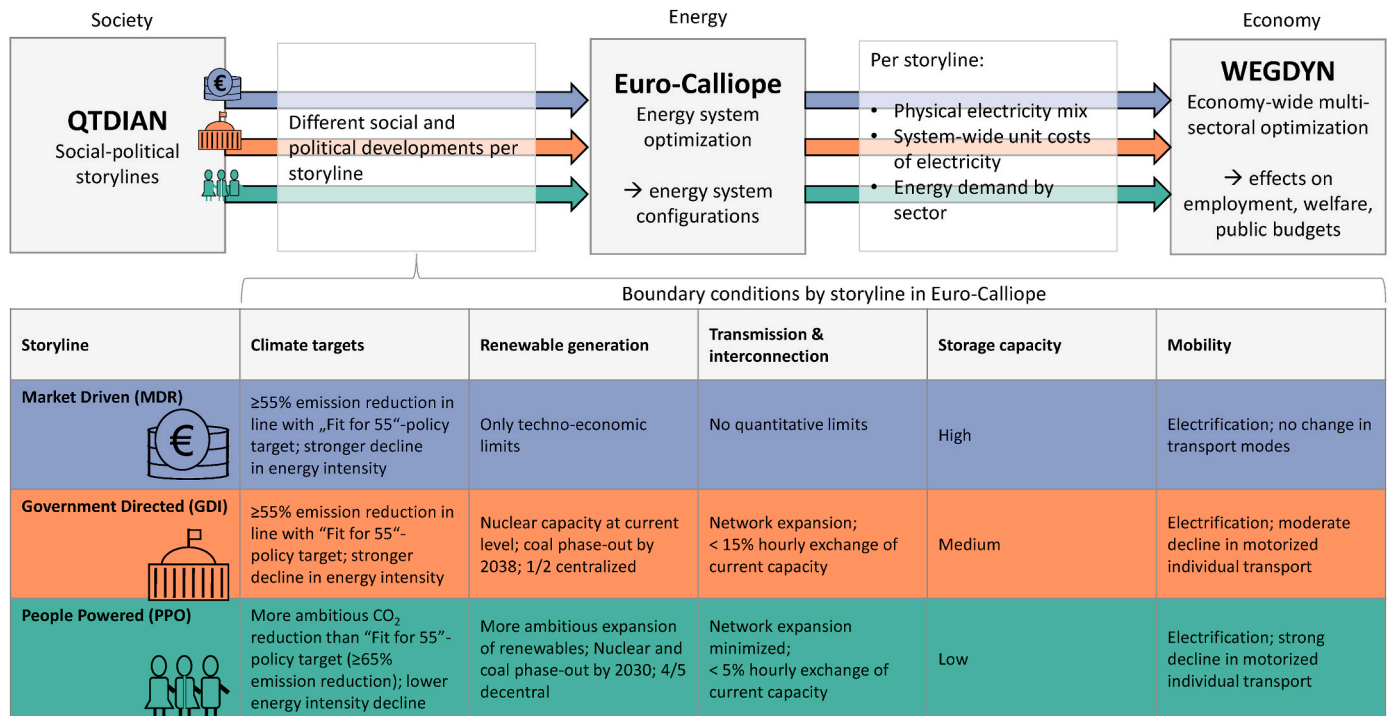 Society
Energy
Economy
QTDIAN
Social-political
storylines
€
Different social and
political developments per
storyline
Euro-Calliope
Energy system
optimization
→ energy system
configurations
Per storyline:
• Physical electricity mix
• System-wide unit costs
of electricity
• Energy demand by
sector
WEGDYN
Economy-wide multi-
sectoral optimization
→ effects on
employment, welfare,
public budgets
Boundary conditions by storyline in Euro-Calliope
Storyline
Climate targets
Renewable generation
Transmission &
interconnection
Storage capacity
Mobility
Market Driven (MDR)
€
≥55% emission reduction in
line with „Fit for 55“-policy
target; stronger decline
in energy intensity
Only techno-economic
limits
No quantitative limits
High
Electrification; no change in
transport modes
Government Directed (GDI)
≥55% emission reduction in
line with “Fit for 55“-
policy target; stronger
decline in energy intensity
Nuclear capacity at current
level; coal phase-out by
2038; 1/2 centralized
Network expansion;
< 15% hourly exchange of
current capacity
Medium
Electrification; moderate
decline in motorized
individual transport
People Powered (PPO)
More ambitious CO₂
reduction than “Fit for 55”-
policy target (≥65%
emission reduction); lower
energy intensity decline
More ambitious expansion
of renewables; Nuclear and
coal phase-out by 2030; 4/5
decentral
Network expansion
minimized;
< 5% hourly exchange of
current capacity
Low
Electrification; strong
decline in motorized
individual transport